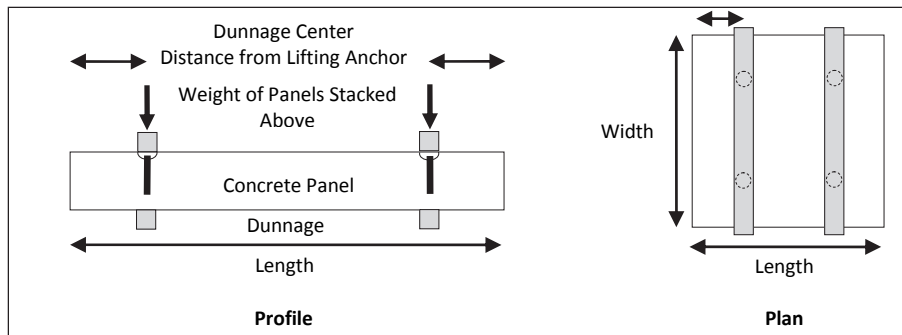 Dunnage Center
Distance from Lifting Anchor
Weight of Panels Stacked
Above
Concrete Panel
Dunnage
Length
Profile
Width
Length
Plan